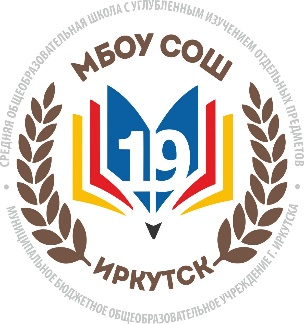 СРЕДНЯЯ ОБЩЕОБРАЗОВАТЕЛЬНАЯ ШКОЛА С УГЛУБЛЕННЫМ ИЗУЧЕНИЕМ ОТДЕЛЬНЫХ ПРЕДМЕТОВ
МБОУ СОШ
19
ИРКУТСК
МУНИЦИПАЛЬНОЕ БЮДЖЕТНОЕ ОБЩЕОБРАЗОВАТЕЛЬНОЕ УЧРЕЖДЕНИЕ Г. ИРКУТСКА